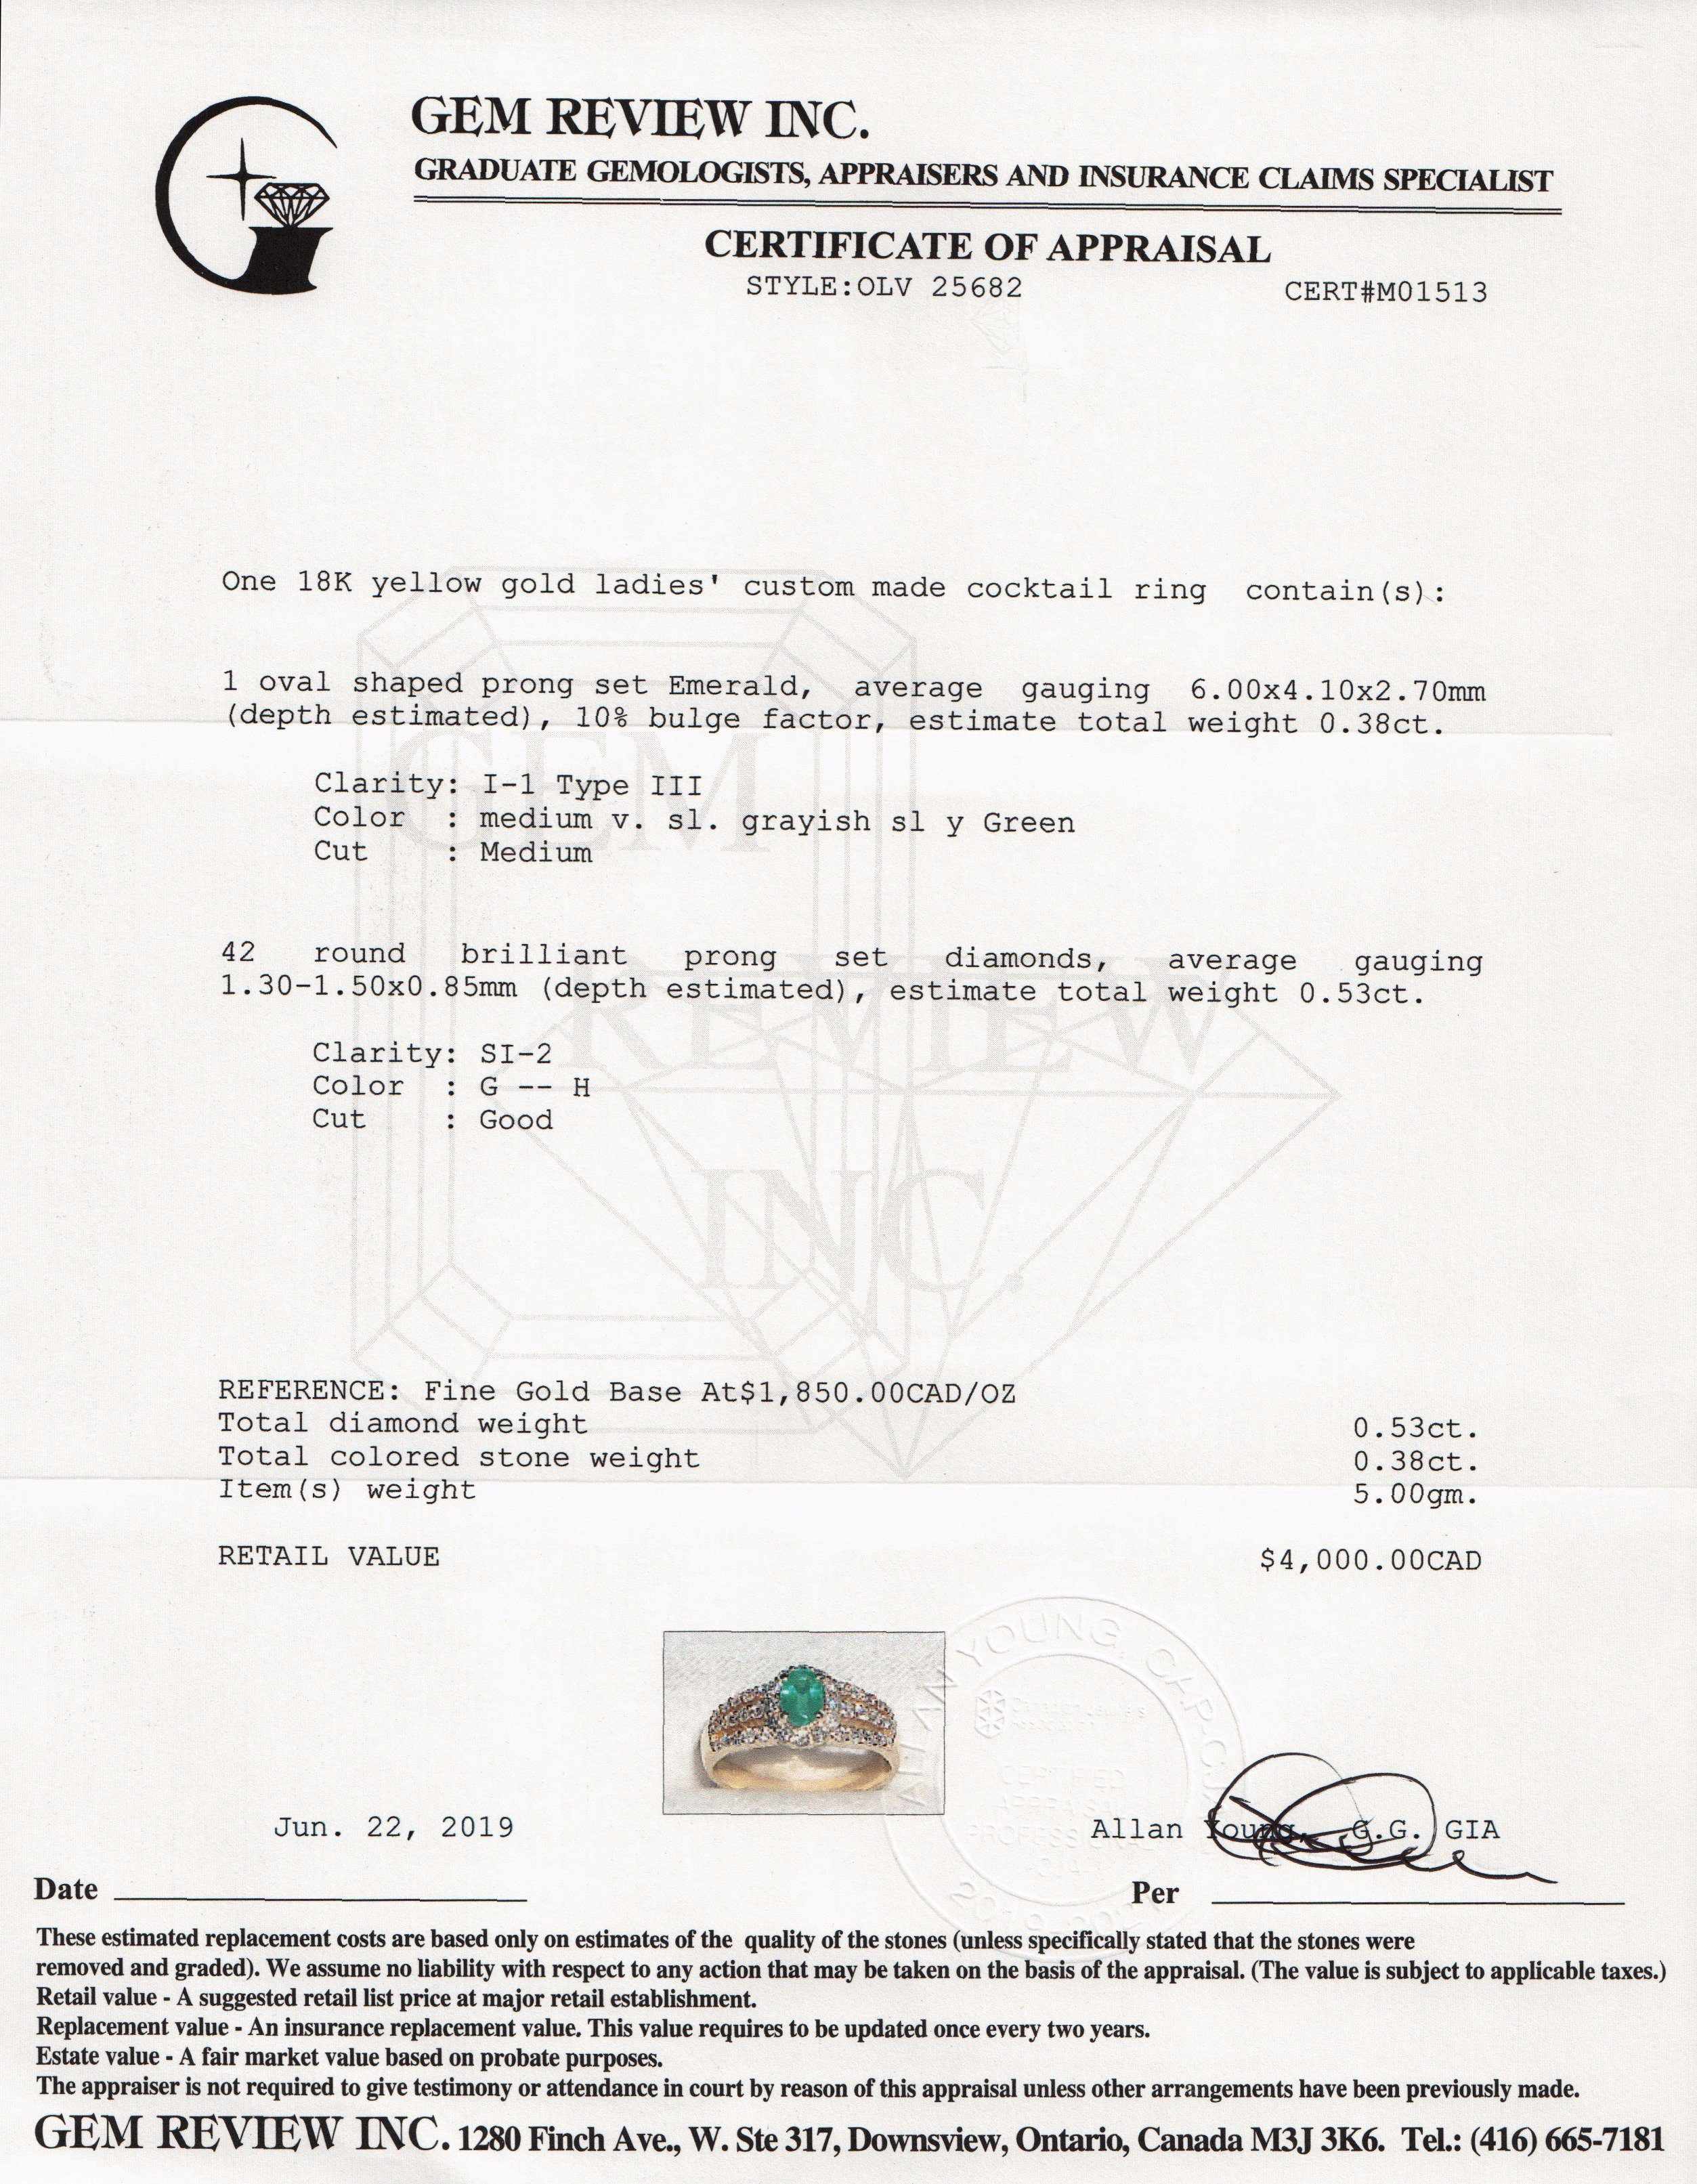 GEM REVIEW INC.
GRADUATE GEMOLOGISTS, APPRAISERS AND INSURANCE CLAIMS SPECIALIST
CERTIFICATE OF APPRAISAL
STYLE:OLV 25682
CERT#M01513
One 18K yellow gold ladies' custom made cocktail ring contain(s):
1 oval shaped prong set Emerald, average gauging 6.00x4.10x2.70mm
(depth estimated), 10% bulge factor, estimate total weight 0.38ct.
Clarity: I-1 Type III
Color : medium v. sl. grayish sl y Green
Cut : Medium
42 round brilliant prong set diamonds, average gauging
1.30-1.50x0.85mm (depth estimated), estimate total weight 0.53ct.
Clarity: SI-2
Color : G -- H
Cut : Good
GEM
REVIEW
INC.
REFERENCE: Fine Gold Base At$1,850.00CAD/OZ
Total diamond weight 0.53ct.
Total colored stone weight 0.38ct.
Item(s) weight 5.00gm.
RETAIL VALUE $4,000.00CAD
ALLAN YOUNG,
CERTIFIED
Jun. 22, 2019
Allan Young, G.G. GIA
Date
Per
These estimated replacement costs are based only on estimates of the quality of the stones (unless specifically stated that the stones were
removed and graded). We assume no liability with respect to any action that may be taken on the basis of the appraisal. (The value is subject to applicable taxes.)
Retail value - A suggested retail list price at major retail establishment.
Replacement value - An insurance replacement value. This value requires to be updated once every two years.
Estate value - A fair market value based on probate purposes.
The appraiser is not required to give testimony or attendance in court by reason of this appraisal unless other arrangements have been previously made.
GEM REVIEW INC. 1280 Finch Ave., W. Ste 317, Downsview, Ontario, Canada M3J 3K6. Tel.: (416) 665-7181